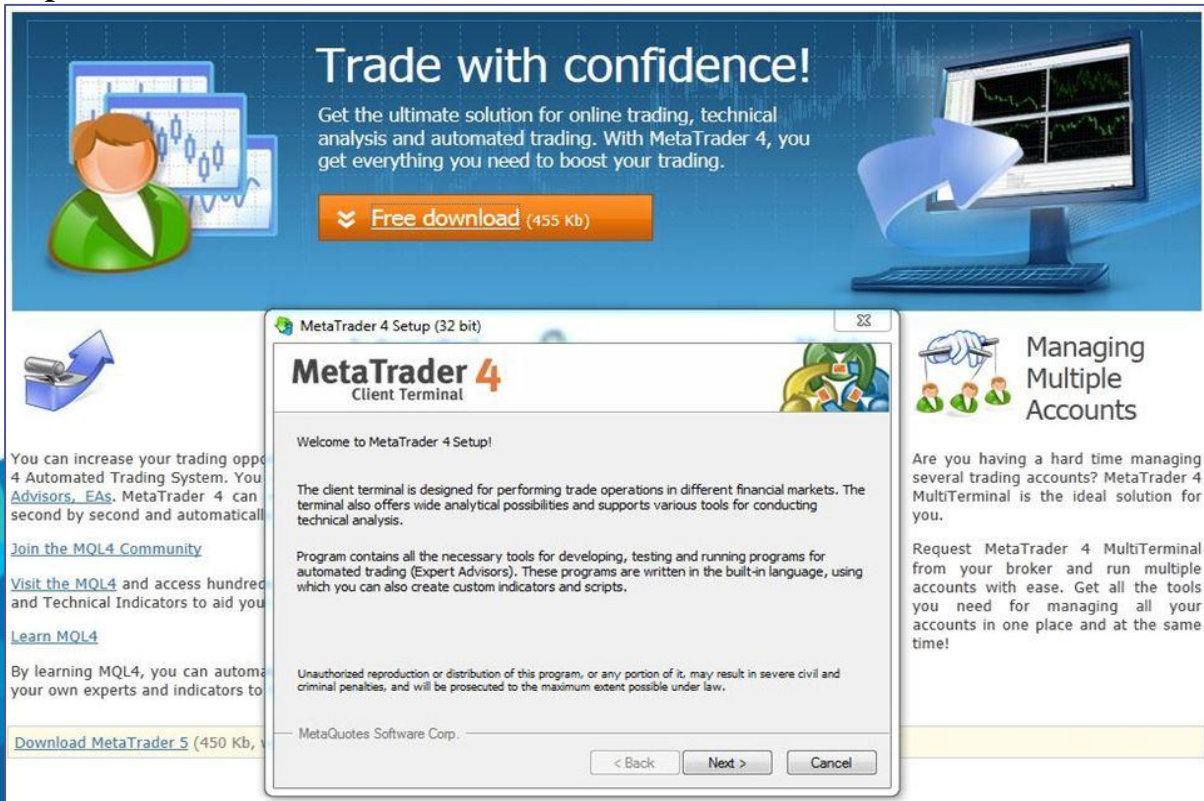 Trade with confidence!
Get the ultimate solution for online trading, technical
analysis and automated trading. With MetaTrader 4, you
get everything you need to boost your trading.
Free download (455 Kb)
MetaTrader 4 Setup (32 bit)
MetaTrader 4
Client Terminal
Welcome to MetaTrader 4 Setup!
The client terminal is designed for performing trade operations in different financial markets. The
terminal also offers wide analytical possibilities and supports various tools for conducting
technical analysis.
Program contains all the necessary tools for developing, testing and running programs for
automated trading (Expert Advisors). These programs are written in the built-in language, using
which you can also create custom indicators and scripts.
Unauthorized reproduction or distribution of this program, or any portion of it, may result in severe civil and
criminal penalties, and will be prosecuted to the maximum extent possible under law.
MetaQuotes Software Corp.
< Back
Next >
Cancel
You can increase your trading
4 Automated Trading System. You
Advisors, EAs. MetaTrader 4 can
second by second and
Join the MQL4 Community
Visit the MQL4 and access
and Technical Indicators to aid
Learn MQL4
By learning MQL4, you can
your own experts and indicators to
Download MetaTrader 5 (450 Kb,
Managing
Multiple
Accounts
Are you having a hard time managing
several trading accounts? MetaTrader 4
MultiTerminal is the ideal solution for
you.
Request MetaTrader 4 MultiTerminal
from your broker and run multiple
accounts with ease. Get all the tools
you need for managing all your
accounts in one place and at the same
time!